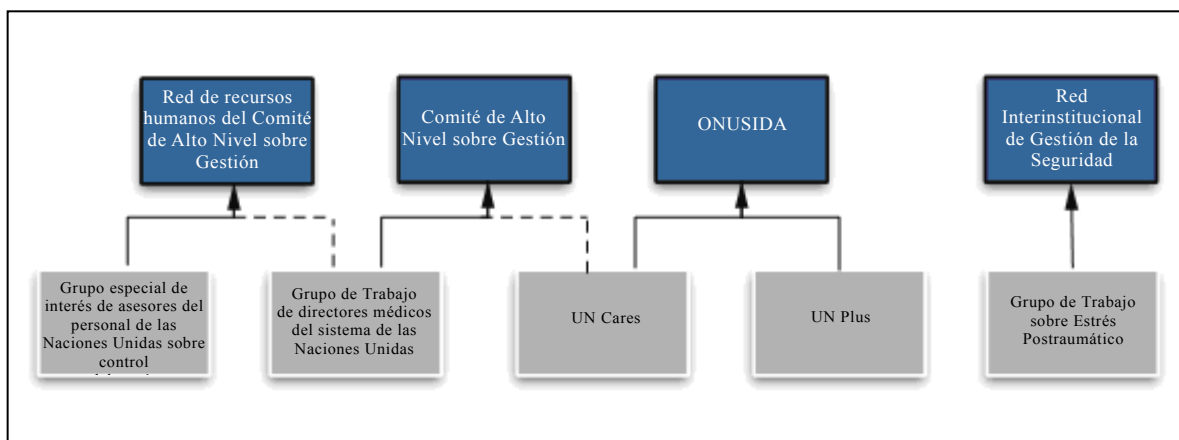 Red de recursos
humanos del Comité
de Alto Nivel sobre
Gestión
Comité de Alto
Nivel sobre Gestión
ONUSIDA
Red
Interinstitucional
de Gestión de la
Seguridad
Grupo especial de
interés de asesores del
personal de las
Naciones Unidas sobre
control
Grupo de Trabajo
de directores médicos
del sistema de las
Naciones Unidas
UN Cares
UN Plus
Grupo de Trabajo
sobre Estrés
Postraumático